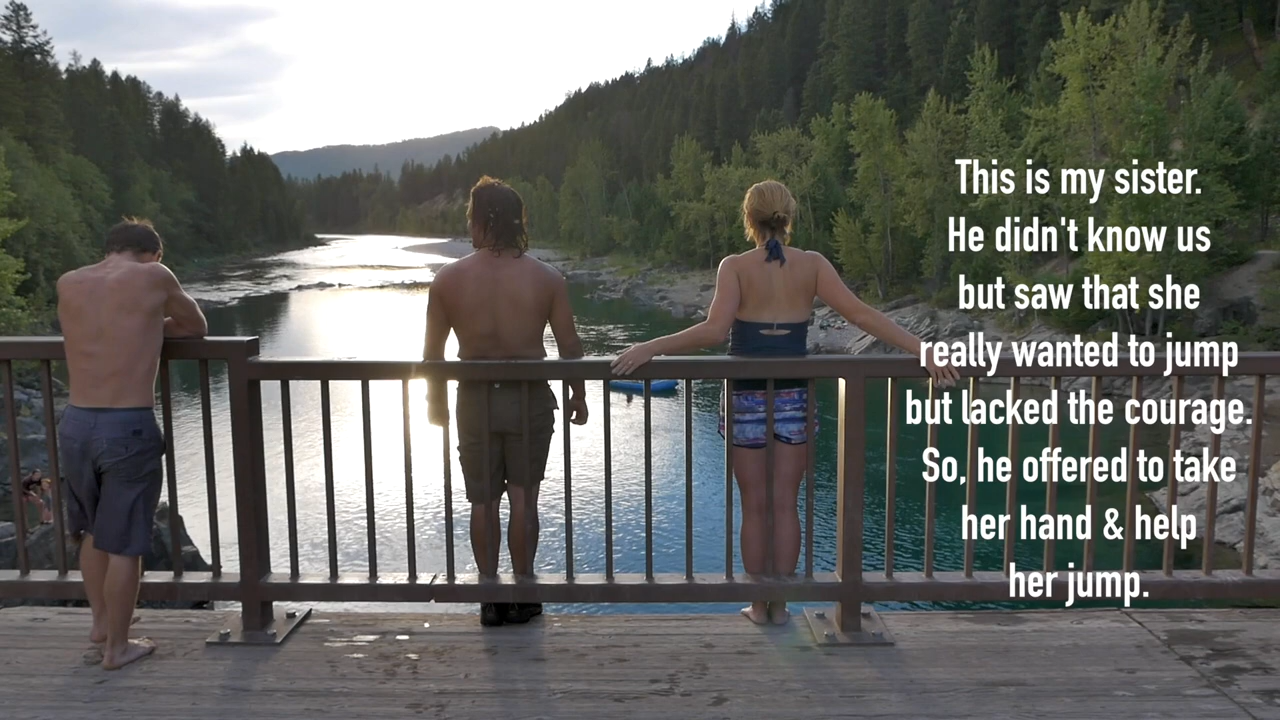 This is my sister.
He didn't know us
but saw that she
really wanted to jump
but lacked the courage.
So, he offered to take
her hand & help
her jump.